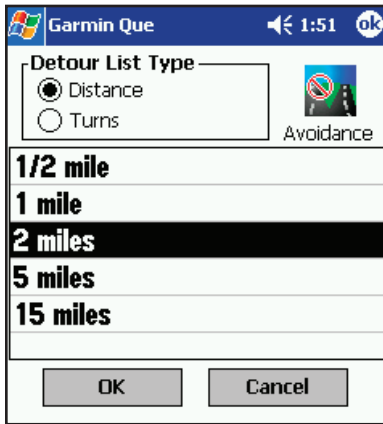 Garmin Que 1:51 ok
Detour List Type
Distance
Turns
Avoidance
1/2 mile
1 mile
2 miles
5 miles
15 miles
OK Cancel